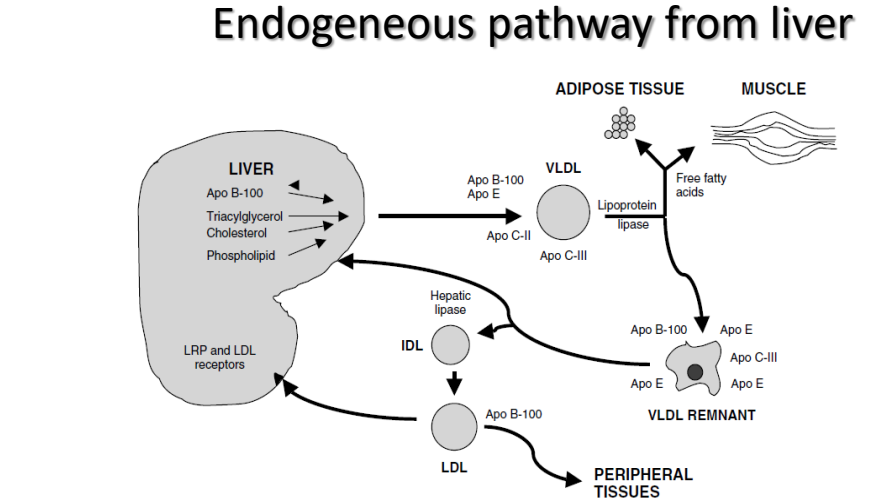 Endogeneous pathway from liver
ADIPOSE TISSUE
MUSCLE
LIVER
Apo B-100
Triacylglycerol
Cholesterol
Phospholipid
LRP and LDL
receptors
Apo B-100
Apo E
Apo C-II
VLDL
Apo C-III
Lipoprotein
lipase
Free fatty
acids
Hepatic
lipase
IDL
Apo B-100
Apo E
Apo C-III
Apo E
Apo E
VLDL REMNANT
Apo B-100
LDL
PERIPHERAL
TISSUES